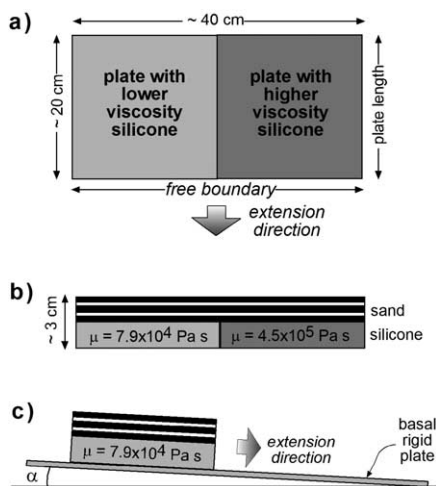 a)
~ 40 cm
~ 20 cm
plate with
lower
viscosity
silicone
plate with
higher
viscosity
silicone
plate length
free boundary
extension
direction
b)
~ 3 cm
sand
μ = 7.9x10⁴ Pa s
μ = 4.5x10⁵ Pa s
silicone
c)
μ = 7.9x10⁴ Pa s
extension
direction
basal
rigid
plate
α